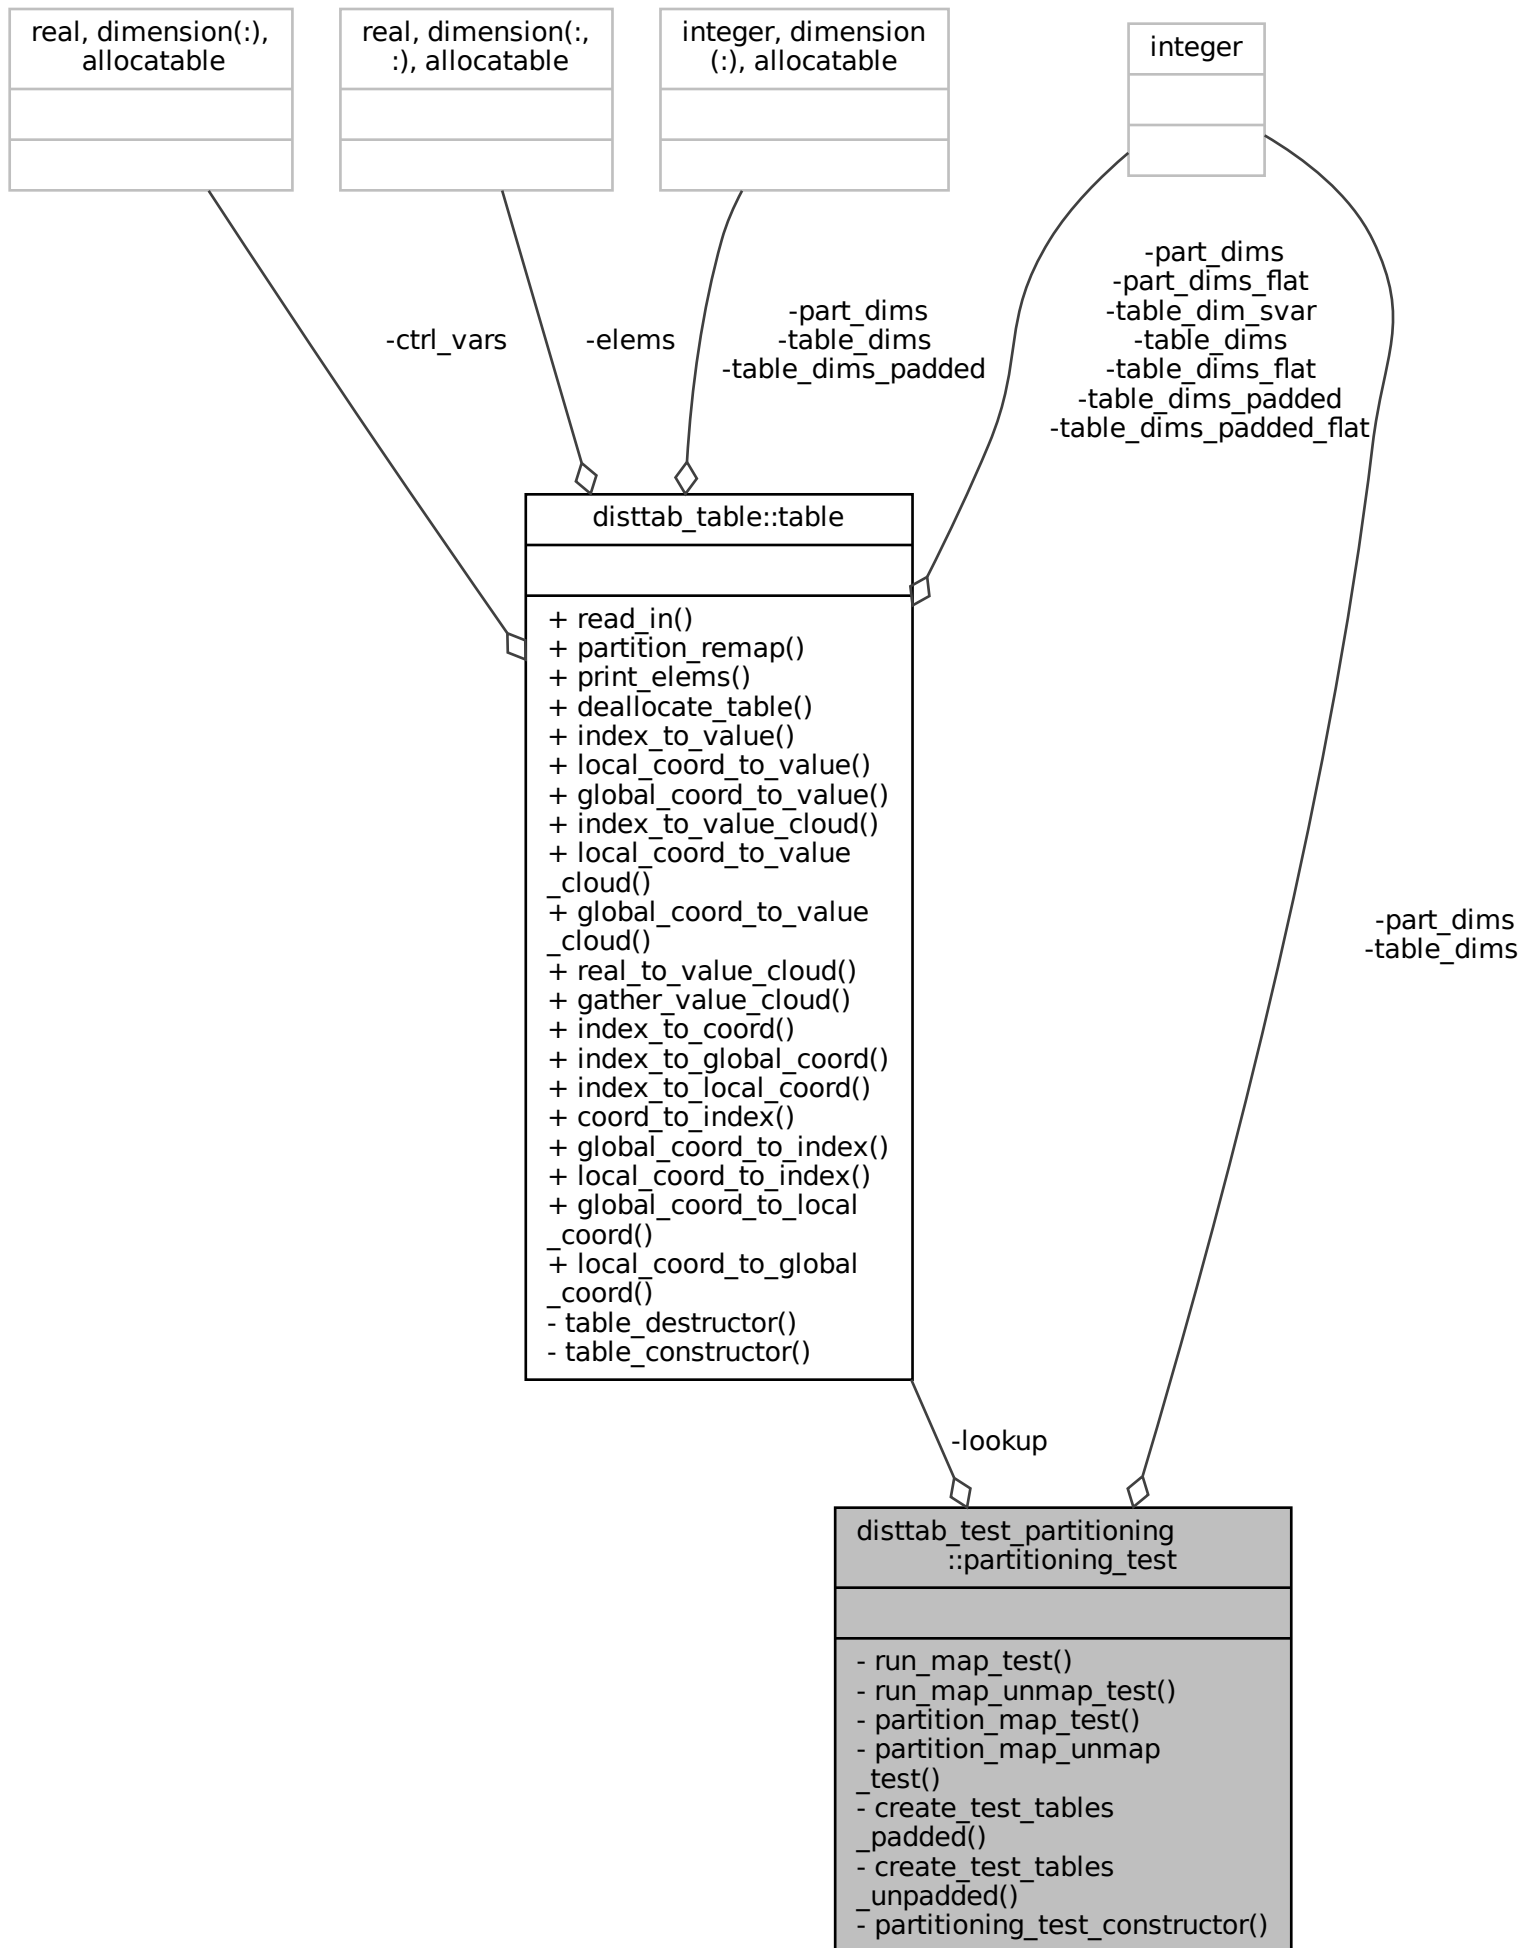 real, dimension(:),
allocatable
real, dimension(:,
:), allocatable
integer, dimension
(:), allocatable
integer
-ctrl_vars
-elems
-part_dims
-table_dims
-table_dims_padded
-part_dims
-part_dims_flat
-table_dim_svar
-table_dims
-table_dims_flat
-table_dims_padded
-table_dims_padded_flat
disttab_table::table
+ read_in()
+ partition_remap()
+ print_elems()
+ deallocate_table()
+ index_to_value()
+ local_coord_to_value()
+ global_coord_to_value()
+ index_to_value_cloud()
+ local_coord_to_value
_cloud()
+ global_coord_to_value
_cloud()
+ real_to_value_cloud()
+ gather_value_cloud()
+ index_to_coord()
+ index_to_global_coord()
+ index_to_local_coord()
+ coord_to_index()
+ global_coord_to_index()
+ local_coord_to_index()
+ global_coord_to_local
_coord()
+ local_coord_to_global
_coord()
- table_destructor()
- table_constructor()
-part_dims
-table_dims
-lookup
disttab_test_partitioning
::partitioning_test
- run_map_test()
- run_map_unmap_test()
- partition_map_test()
- partition_map_unmap
_test()
- create_test_tables
_padded()
- create_test_tables
_unpadded()
- partitioning_test_constructor()